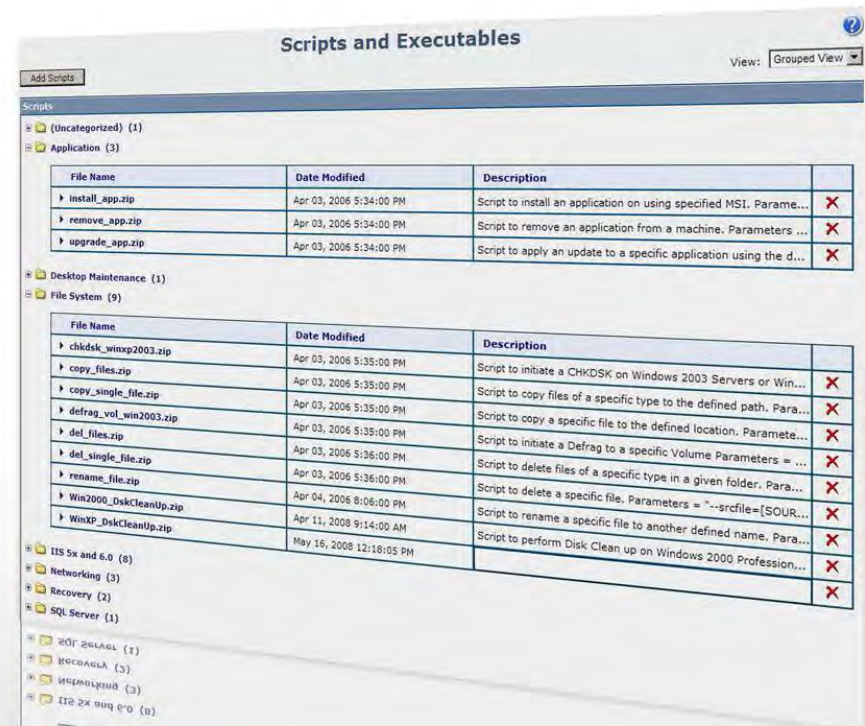 Scripts and Executables
Add Scripts
View: Grouped View
Scripts
(Uncategorized) (1)
Application (3)
File Name Date Modified Description
install_app.zip Apr 03, 2006 5:34:00 PM Script to install an application on using specified MSI. Parame...
remove_app.zip Apr 03, 2006 5:34:00 PM Script to remove an application from a machine. Parameters ...
upgrade_app.zip Apr 03, 2006 5:34:00 PM Script to apply an update to a specific application using the d...
Desktop Maintenance (1)
File System (9)
File Name Date Modified Description
chkdsk_winxp2003.zip Apr 03, 2006 5:35:00 PM Script to initiate a CHKDSK on Windows 2003 Servers or Win...
copy_files.zip Apr 03, 2006 5:35:00 PM Script to copy files of a specific type to the defined path. Para...
copy_single_file.zip Apr 03, 2006 5:35:00 PM Script to copy a specific file to the defined location. Paramete...
defrag_vol_win2003.zip Apr 03, 2006 5:35:00 PM Script to initiate a Defrag to a specific Volume Parameters = ...
del_files.zip Apr 03, 2006 5:36:00 PM Script to delete files of a specific type in a given folder. Para...
del_single_file.zip Apr 03, 2006 5:36:00 PM Script to delete a specific file. Parameters = "--srcfile=[SOUR...
rename_file.zip Apr 04, 2006 8:06:00 PM Script to rename a specific file to another defined name. Para...
Win2000_DskCleanUp.zip Apr 11, 2008 9:14:00 AM Script to perform Disk Clean up on Windows 2000 Profession...
WinXP_DskCleanUp.zip May 16, 2008 12:18:05 PM
IIS 5x and 6.0 (8)
Networking (3)
Recovery (2)
SQL Server (1)
SQL Server (1)
Recovery (2)
Networking (3)
IIS 5x and 6.0 (8)